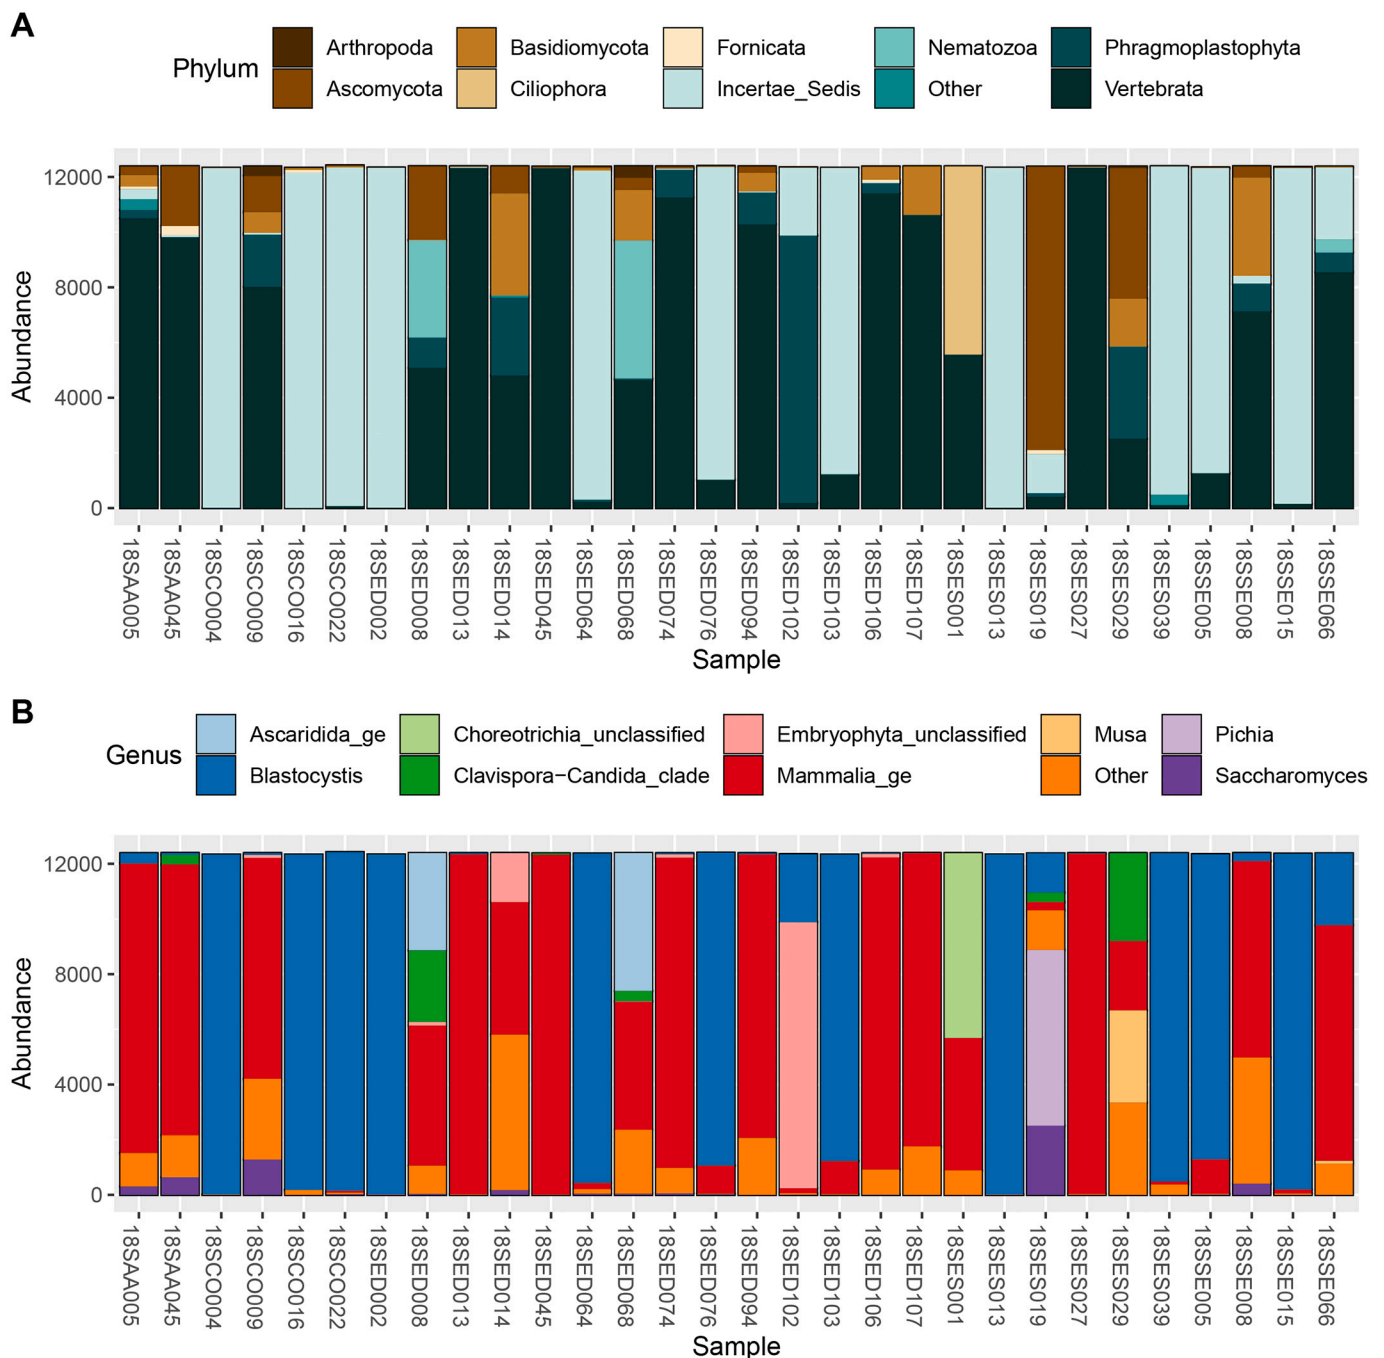 A
Phylum
Arthropoda Basidiomycota Fornicata Nematozoa Phragmoplastophyta
Ascomycota Ciliophora Incertae_Sedis Other Vertebrata
Abundance
12000
8000
4000
0
18SAA005 18SAA045 18SCO004 18SCO009 18SCO016 18SCO022 18SED002 18SED008 18SED013 18SED014 18SED045 18SED064 18SED068 18SED074 18SED076 18SED094 18SED102 18SED103 18SED106 18SED107 18SES001 18SES013 18SES019 18SES027 18SES029 18SES039 18SSE005 18SSE008 18SSE015 18SSE066
Sample
B
Genus
Ascaridida_ge Choreotrichia_unclassified Embryophyta_unclassified Musa Pichia
Blastocystis Clavispora−Candida_clade Mammalia_ge Other Saccharomyces
Abundance
12000
8000
4000
0
18SAA005 18SAA045 18SCO004 18SCO009 18SCO016 18SCO022 18SED002 18SED008 18SED013 18SED014 18SED045 18SED064 18SED068 18SED074 18SED076 18SED094 18SED102 18SED103 18SED106 18SED107 18SES001 18SES013 18SES019 18SES027 18SES029 18SES039 18SSE005 18SSE008 18SSE015 18SSE066
Sample